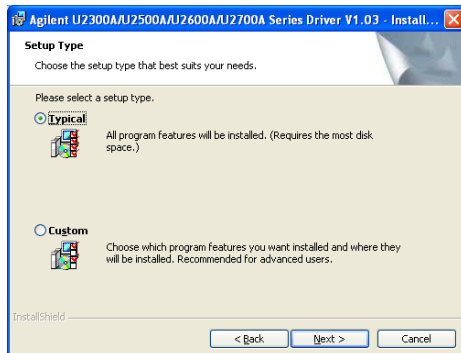 Agilent U2300A/U2500A/U2600A/U2700A Series Driver V1.03 - Install...
Setup Type
Choose the setup type that best suits your needs.
Please select a setup type.
Typical
All program features will be installed. (Requires the most disk
space.)
Custom
Choose which program features you want installed and where they
will be installed. Recommended for advanced users.
InstallShield
< Back Next > Cancel